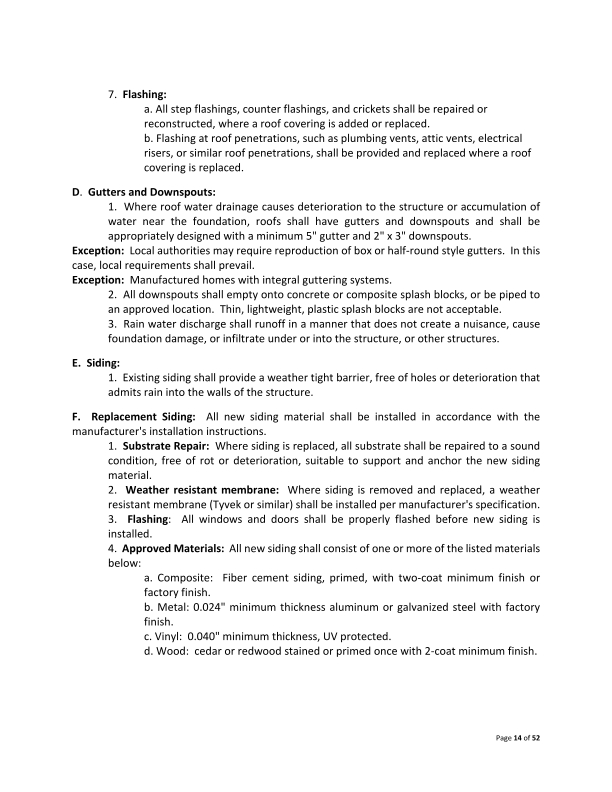 7. Flashing:
a. All step flashings, counter flashings, and crickets shall be repaired or
reconstructed, where a roof covering is added or replaced.
b. Flashing at roof penetrations, such as plumbing vents, attic vents, electrical
risers, or similar roof penetrations, shall be provided and replaced where a roof
covering is replaced.
D. Gutters and Downspouts:
1. Where roof water drainage causes deterioration to the structure or accumulation of
water near the foundation, roofs shall have gutters and downspouts and shall be
appropriately designed with a minimum 5" gutter and 2" x 3" downspouts.
Exception: Local authorities may require reproduction of box or half-round style gutters. In this
case, local requirements shall prevail.
Exception: Manufactured homes with integral guttering systems.
2. All downspouts shall empty onto concrete or composite splash blocks, or be piped to
an approved location. Thin, lightweight, plastic splash blocks are not acceptable.
3. Rain water discharge shall runoff in a manner that does not create a nuisance, cause
foundation damage, or infiltrate under or into the structure, or other structures.
E. Siding:
1. Existing siding shall provide a weather tight barrier, free of holes or deterioration that
admits rain into the walls of the structure.
F. Replacement Siding: All new siding material shall be installed in accordance with the
manufacturer's installation instructions.
1. Substrate Repair: Where siding is replaced, all substrate shall be repaired to a sound
condition, free of rot or deterioration, suitable to support and anchor the new siding
material.
2. Weather resistant membrane: Where siding is removed and replaced, a weather
resistant membrane (Tyvek or similar) shall be installed per manufacturer's specification.
3. Flashing: All windows and doors shall be properly flashed before new siding is
installed.
4. Approved Materials: All new siding shall consist of one or more of the listed materials
below:
a. Composite: Fiber cement siding, primed, with two-coat minimum finish or
factory finish.
b. Metal: 0.024" minimum thickness aluminum or galvanized steel with factory
finish.
c. Vinyl: 0.040" minimum thickness, UV protected.
d. Wood: cedar or redwood stained or primed once with 2-coat minimum finish.
Page 14 of 52